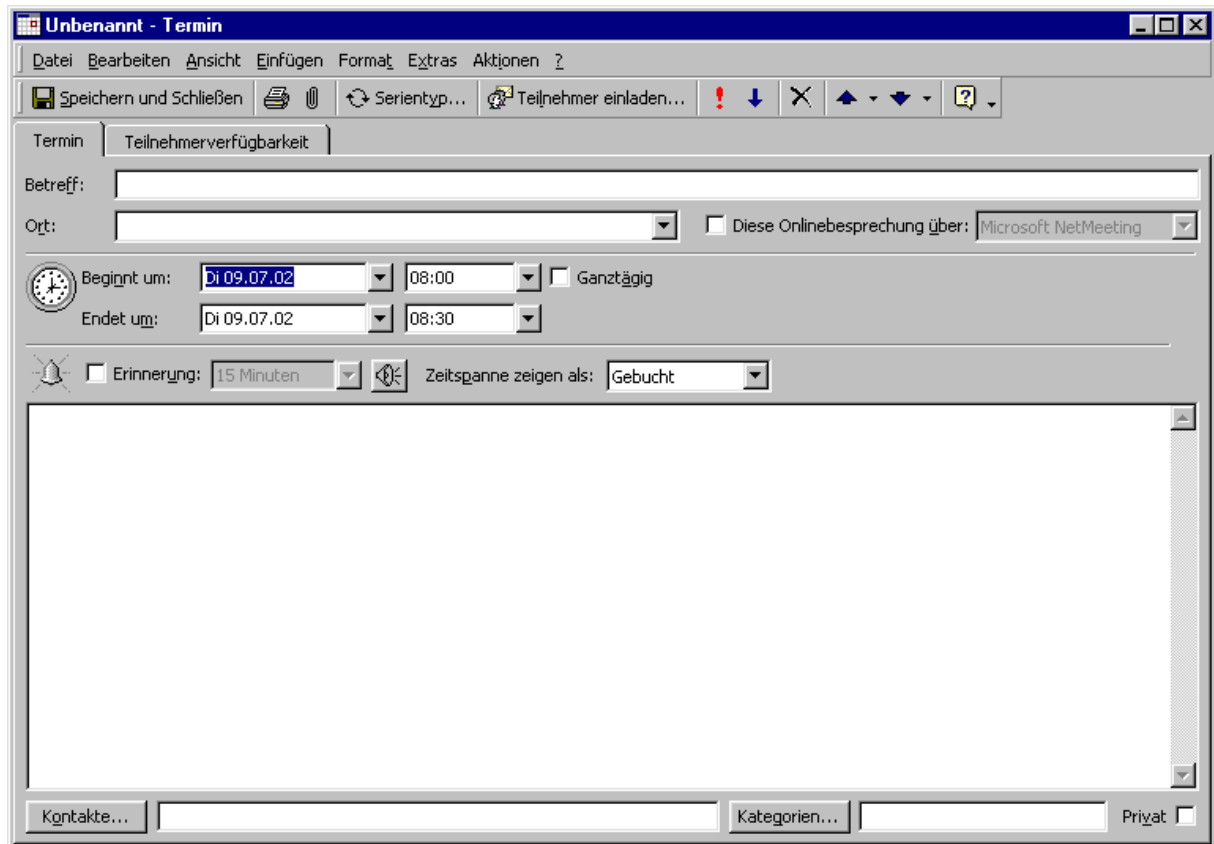 Unbenannt - Termin
Datei Bearbeiten Ansicht Einfügen Format Extras Aktionen ?
Speichern und Schließen Serientyp... Teilnehmer einladen... ! ?
Termin Teilnehmerverfügbarkeit
Betreff:
Ort: Diese Onlinebesprechung über: Microsoft NetMeeting
Beginnt um: Di 09.07.02 08:00 Ganztägig
Endet um: Di 09.07.02 08:30
Erinnerung: 15 Minuten Zeitspanne zeigen als: Gebucht
Kontakte... Kategorien... Privat